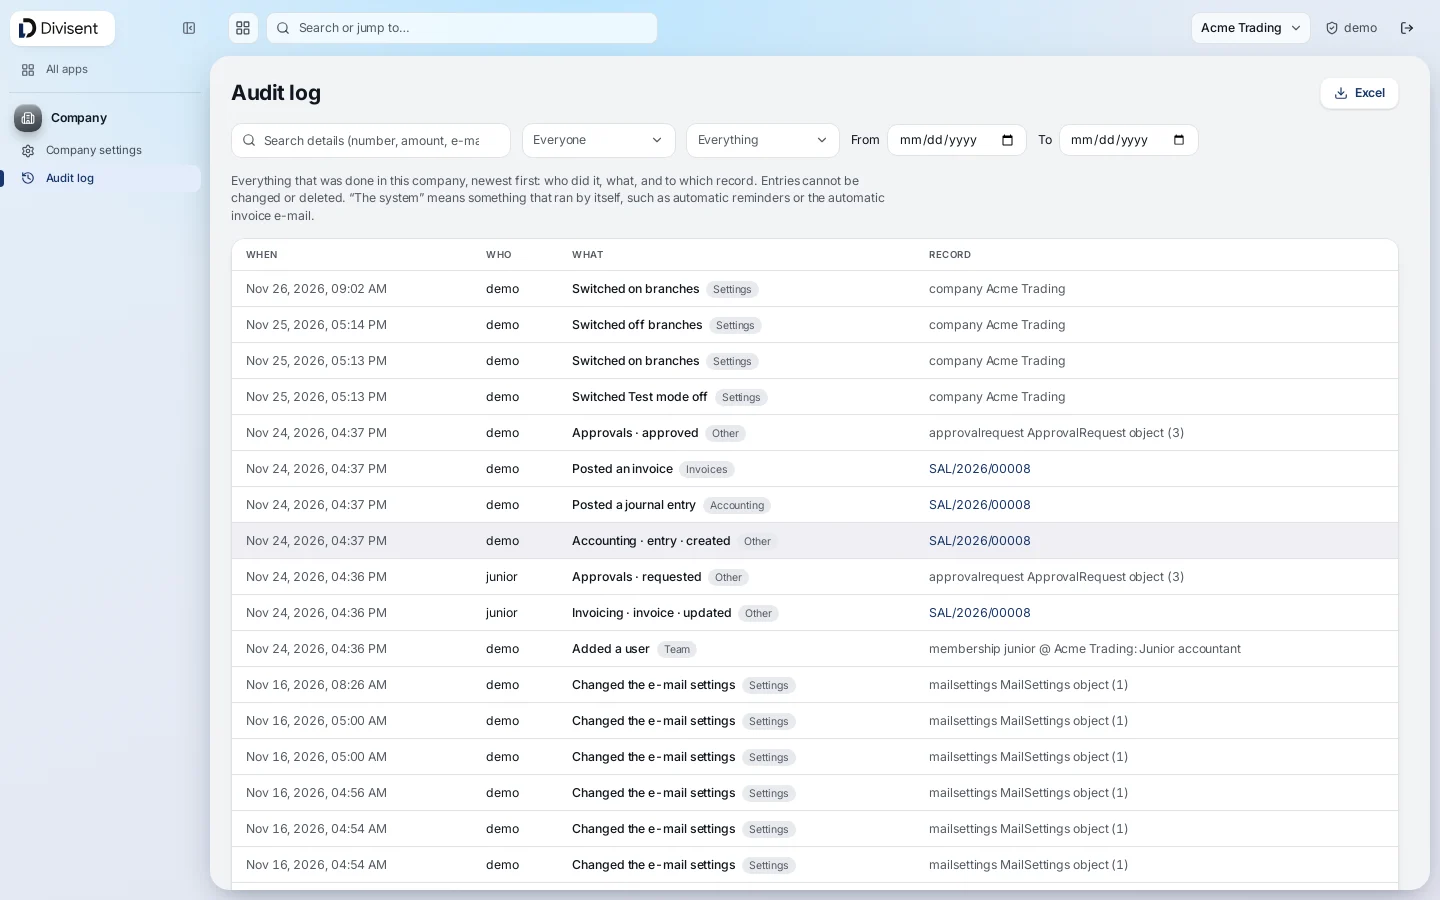 Divisent
Search or jump to...
Acme Trading
demo
All apps
Company
Company settings
Audit log
Audit log
Excel
Search details (number, amount, e-ma
Everyone
Everything
From
mm/dd/yyyy
To
mm/dd/yyyy
Everything that was done in this company, newest first: who did it, what, and to which record. Entries cannot be
changed or deleted. “The system” means something that ran by itself, such as automatic reminders or the automatic
invoice e-mail.
WHEN WHO WHAT RECORD
Nov 26, 2026, 09:02 AM demo Switched on branches Settings company Acme Trading
Nov 25, 2026, 05:14 PM demo Switched off branches Settings company Acme Trading
Nov 25, 2026, 05:13 PM demo Switched on branches Settings company Acme Trading
Nov 25, 2026, 05:13 PM demo Switched Test mode off Settings company Acme Trading
Nov 24, 2026, 04:37 PM demo Approvals · approved Other approvalrequest ApprovalRequest object (3)
Nov 24, 2026, 04:37 PM demo Posted an invoice Invoices SAL/2026/00008
Nov 24, 2026, 04:37 PM demo Posted a journal entry Accounting SAL/2026/00008
Nov 24, 2026, 04:37 PM demo Accounting · entry · created Other SAL/2026/00008
Nov 24, 2026, 04:36 PM junior Approvals · requested Other approvalrequest ApprovalRequest object (3)
Nov 24, 2026, 04:36 PM junior Invoicing · invoice · updated Other SAL/2026/00008
Nov 24, 2026, 04:36 PM demo Added a user Team membership junior @ Acme Trading: Junior accountant
Nov 16, 2026, 08:26 AM demo Changed the e-mail settings Settings mailsettings MailSettings object (1)
Nov 16, 2026, 05:00 AM demo Changed the e-mail settings Settings mailsettings MailSettings object (1)
Nov 16, 2026, 05:00 AM demo Changed the e-mail settings Settings mailsettings MailSettings object (1)
Nov 16, 2026, 04:56 AM demo Changed the e-mail settings Settings mailsettings MailSettings object (1)
Nov 16, 2026, 04:54 AM demo Changed the e-mail settings Settings mailsettings MailSettings object (1)
Nov 16, 2026, 04:54 AM demo Changed the e-mail settings Settings mailsettings MailSettings object (1)